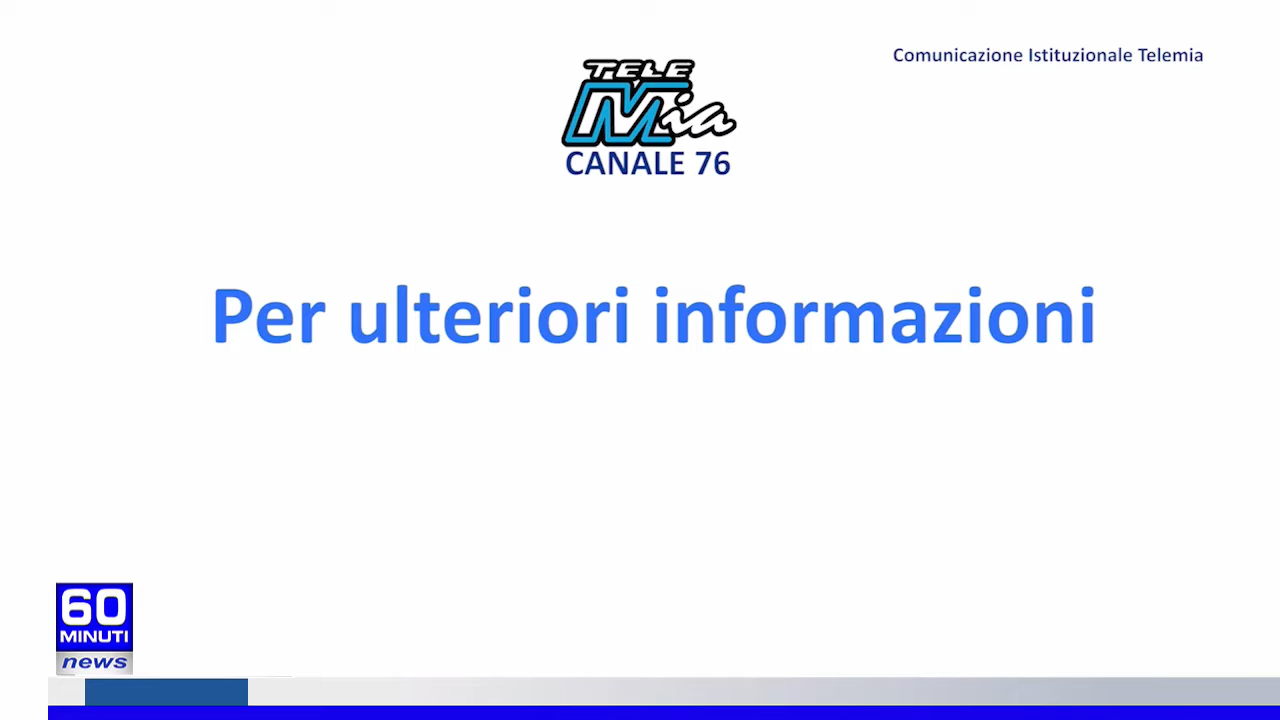 Comunicazione Istituzionale Telemia
TELE
Mia
CANALE 76
Per ulteriori informazioni
60
MINUTI
news